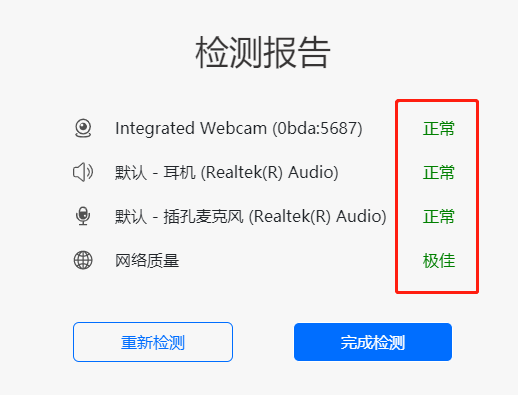 检测报告
Integrated Webcam (0bda:5687) 正常
默认 - 耳机 (Realtek(R) Audio) 正常
默认 - 插孔麦克风 (Realtek(R) Audio) 正常
网络质量 极佳
重新检测 完成检测